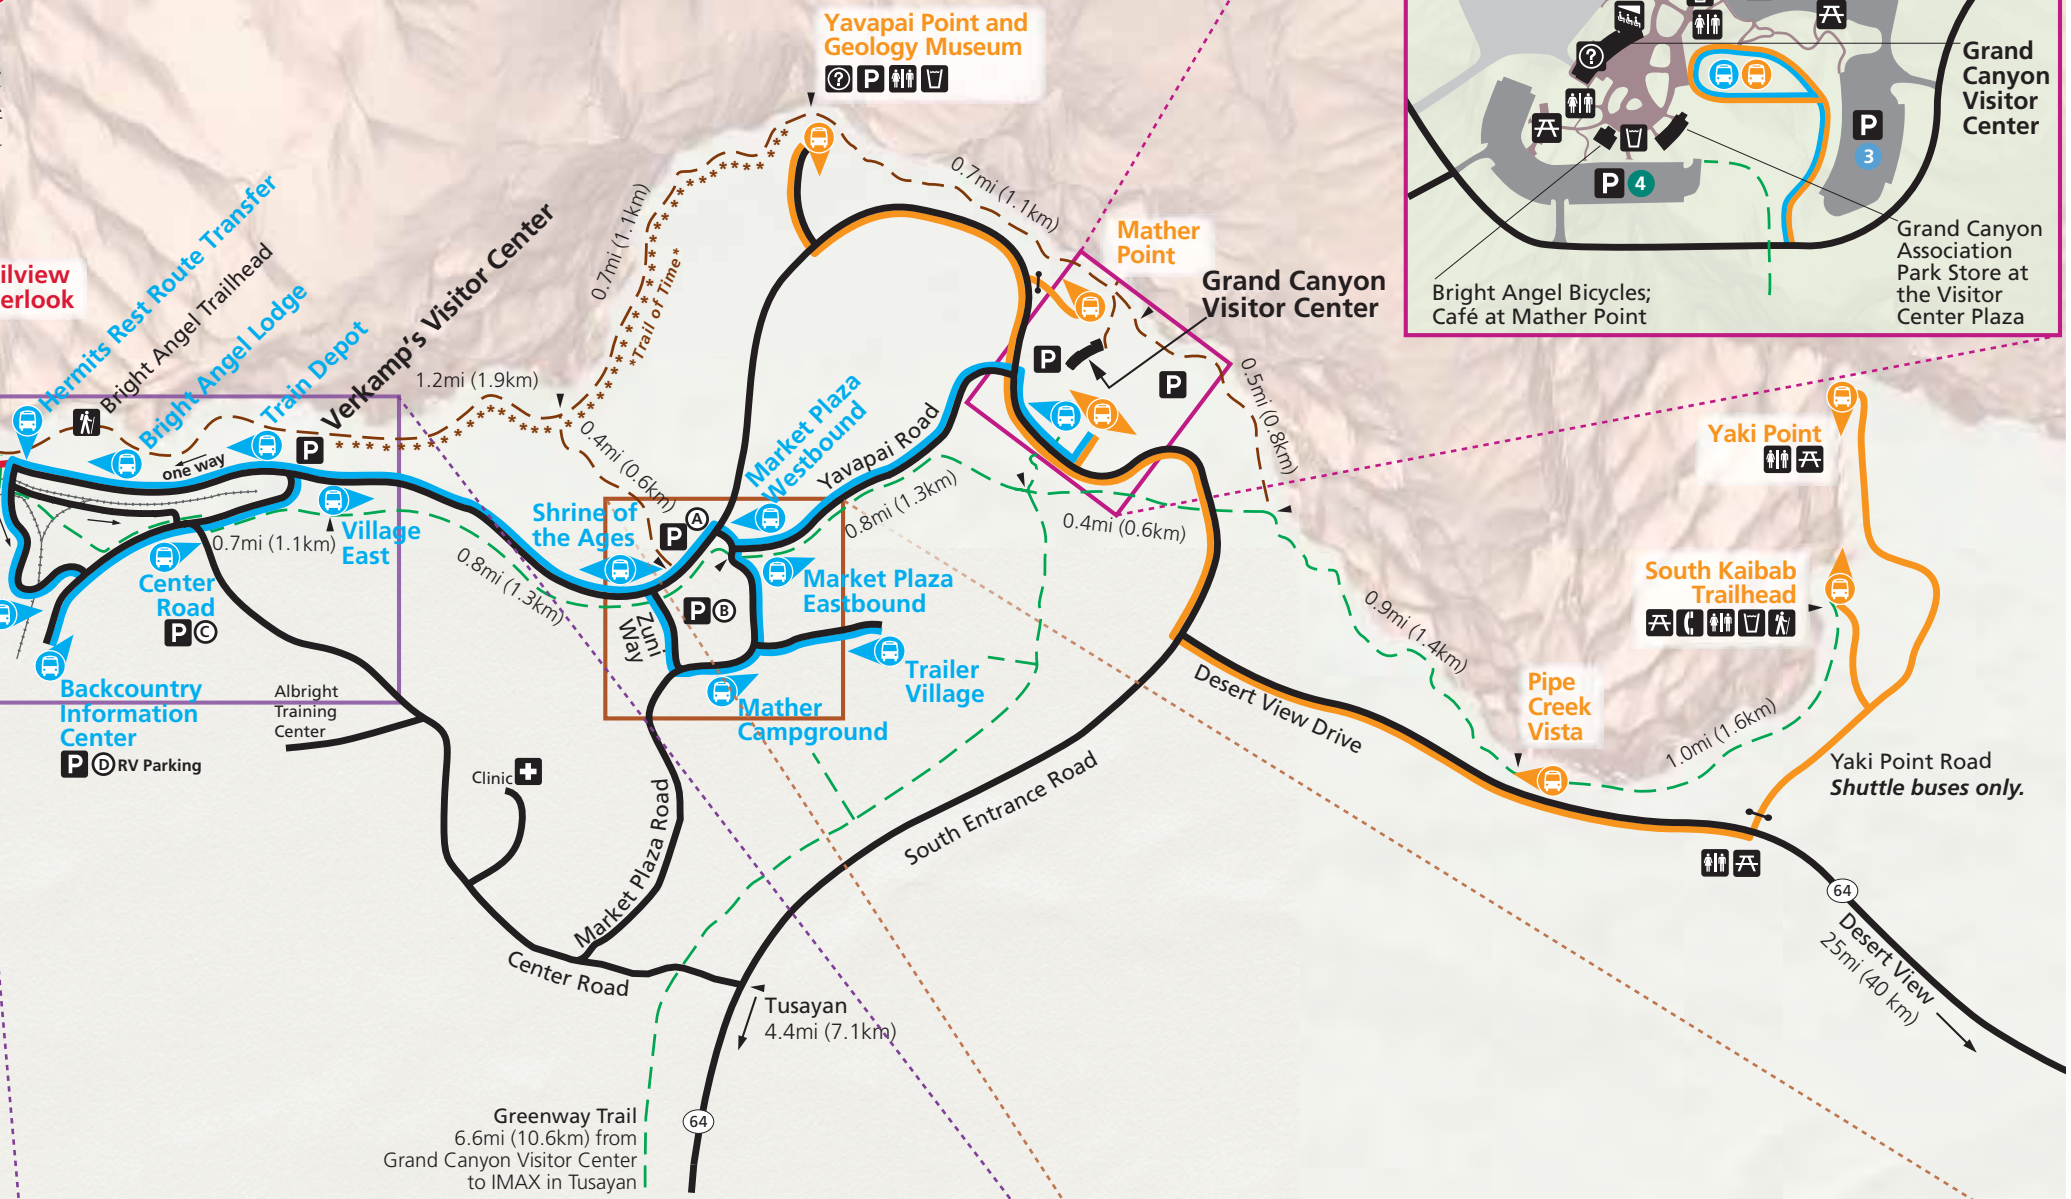 Yavapai Point and
Geology Museum
?
P
0.7mi (1.1km)
0.7mi (1.1km)
*Trail of Time*
Mather
Point
Grand Canyon
Visitor Center
P
P
?
P
3
P
4
Grand
Canyon
Visitor
Center
Grand Canyon
Association
Park Store at
the Visitor
Center Plaza
Bright Angel Bicycles;
Café at Mather Point
ilview
erlook
Hermits Rest Route Transfer
Bright Angel Trailhead
Bright Angel Lodge
Train Depot
Verkamp's Visitor Center
P
one way
1.2mi (1.9km)
0.4mi (0.6km)
Market Plaza
Westbound
Yavapai Road
0.8mi (1.3km)
0.5mi (0.8km)
0.4mi (0.6km)
Yaki Point
Shrine of
the Ages
P
A
Village
East
0.7mi (1.1km)
0.8mi (1.3km)
Center
Road
P
C
Zuni
Way
P
B
Market Plaza
Eastbound
Trailer
Village
Mather
Campground
South Kaibab
Trailhead
0.9mi (1.4km)
Pipe
Creek
Vista
1.0mi (1.6km)
Desert View Drive
Yaki Point Road
Shuttle buses only.
Backcountry
Information
Center
P
D
RV Parking
Albright
Training
Center
Clinic
Market Plaza Road
South Entrance Road
Center Road
64
Desert View
25mi (40 km)
Tusayan
4.4mi (7.1km)
64
Greenway Trail
6.6mi (10.6km) from
Grand Canyon Visitor Center
to IMAX in Tusayan